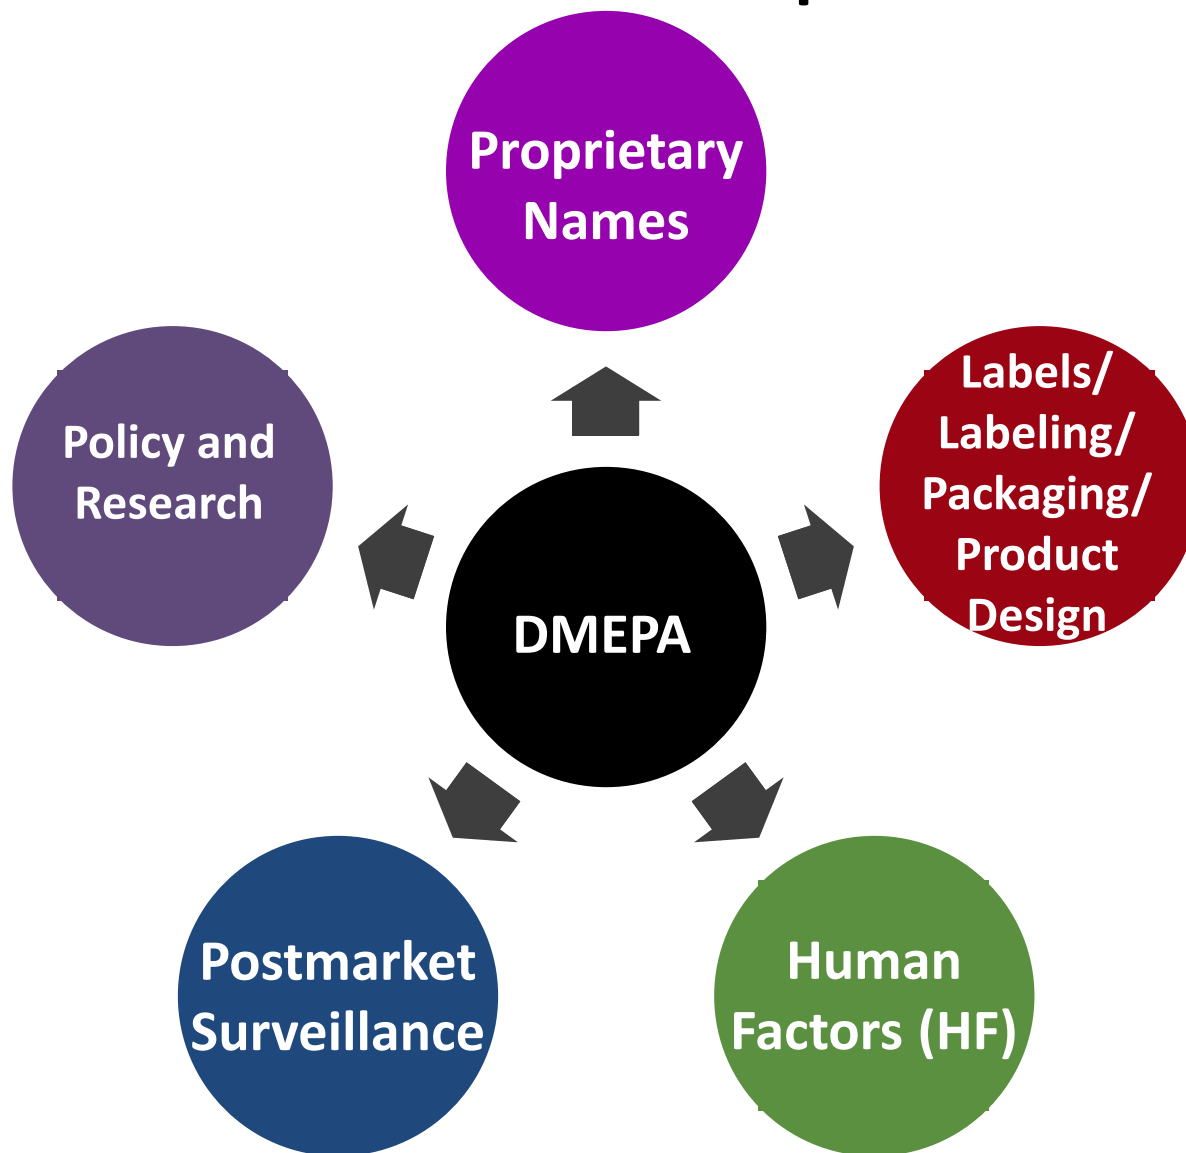 Proprietary
Names
Labels/
Labeling/
Packaging/
Product
Design
Policy and
Research
DMEPA
Human
Factors (HF)
Postmarket
Surveillance